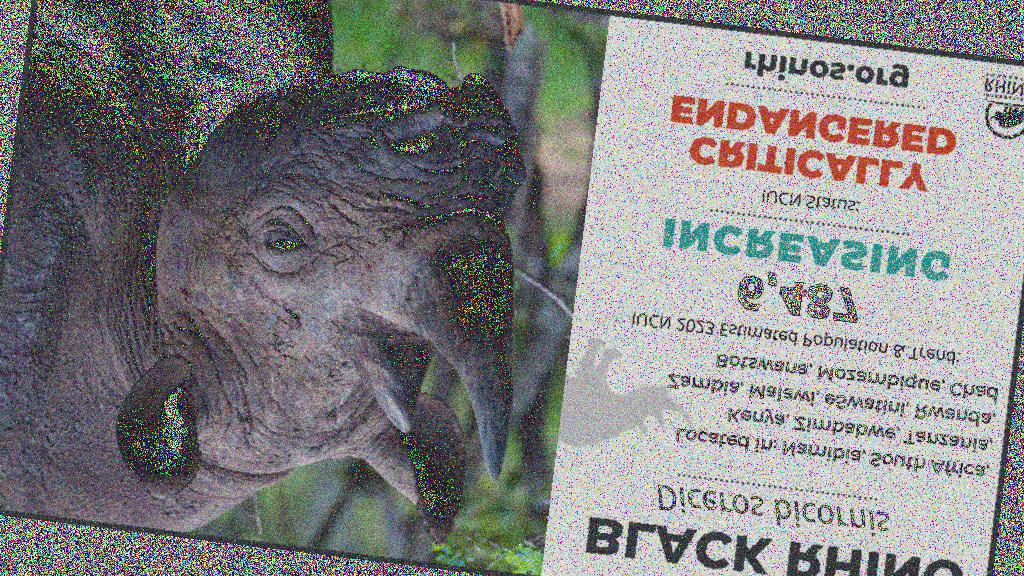 BLACK RHINO
Diceros bicornis
Located in: Namibia, South Africa,
Kenya, Zimbabwe, Tanzania,
Zambia, Malawi, eSwatini, Rwanda,
Botswana, Mozambique, Chad
IUCN 2023 Estimated Population & Trend:
6,487
INCREASING
IUCN Status:
CRITICALLY
ENDANGERED
rhinos.org